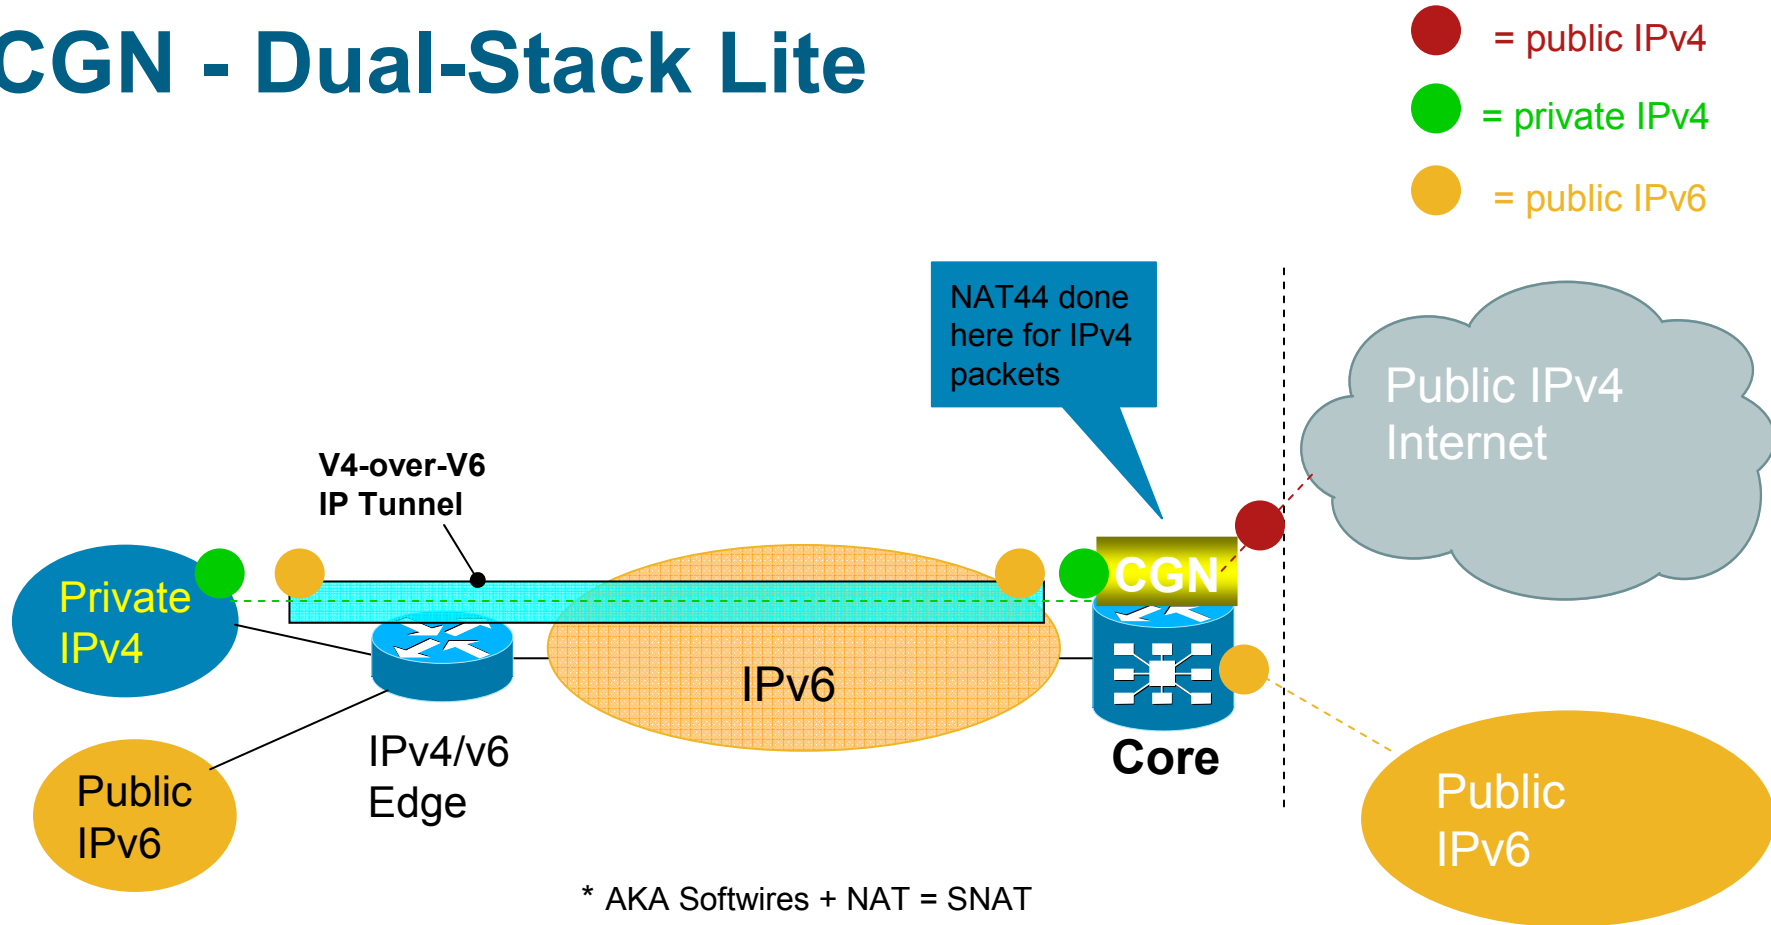 CGN - Dual-Stack Lite
= public IPv4
= private IPv4
= public IPv6
NAT44 done
here for IPv4
packets
Public IPv4
Internet
V4-over-V6
IP Tunnel
CGN
Private
IPv4
IPv6
IPv4/v6
Edge
Core
Public
IPv6
Public
IPv6
* AKA Softwires + NAT = SNAT